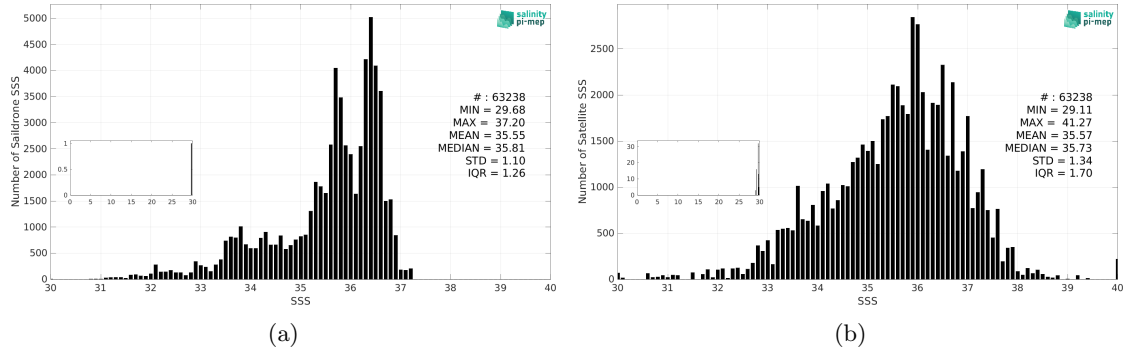 salinity
pi-mep
Number of Saildrone SSS
5000
4500
4000
3500
3000
2500
2000
1500
1000
500
0
# : 63238
MIN = 29.68
MAX = 37.20
MEAN = 35.55
MEDIAN = 35.81
STD = 1.10
IQR = 1.26
1
0.5
0
0 5 10 15 20 25 30
30 31 32 33 34 35 36 37 38 39 40
SSS
(a)
salinity
pi-mep
Number of Satellite SSS
2500
2000
1500
1000
500
0
# : 63238
MIN = 29.11
MAX = 41.27
MEAN = 35.57
MEDIAN = 35.73
STD = 1.34
IQR = 1.70
30
20
10
0
0 5 10 15 20 25 30
30 31 32 33 34 35 36 37 38 39 40
SSS
(b)